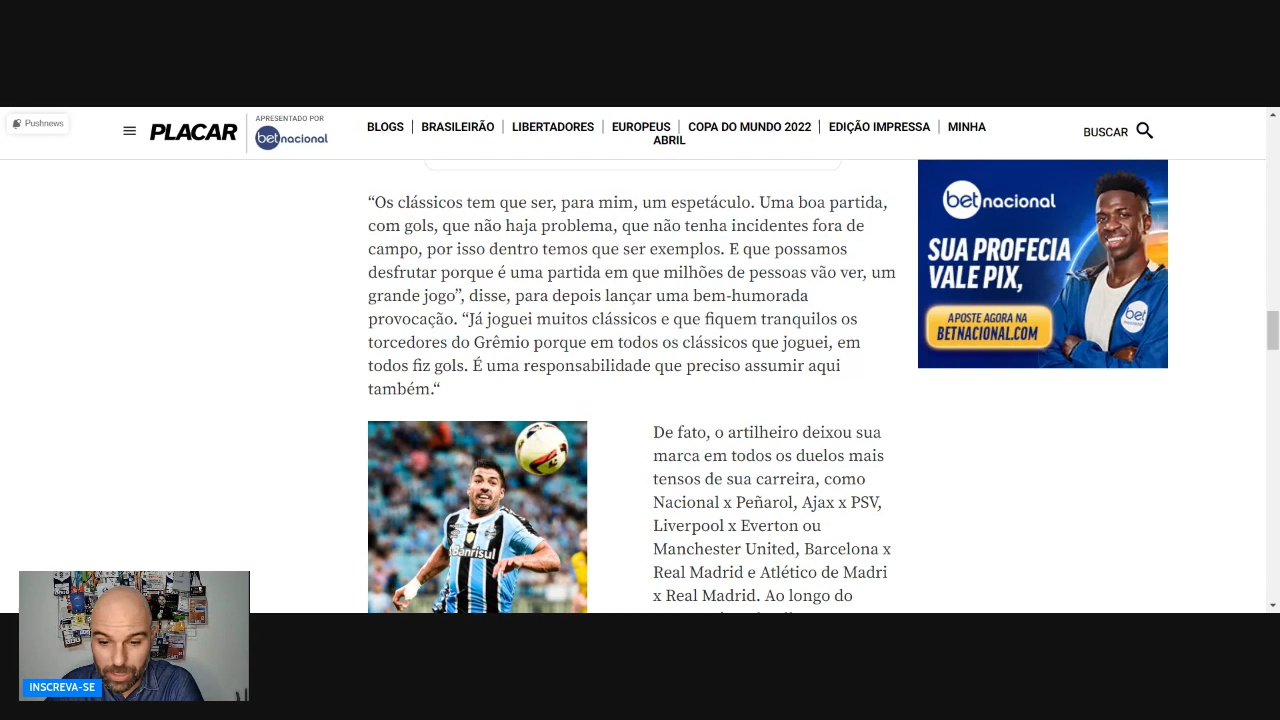 Pushnews
PLACAR
APRESENTADO POR
betnacional
BLOGS
BRASILEIRÃO
LIBERTADORES
EUROPEUS
COPA DO MUNDO 2022
EDIÇÃO IMPRESSA
MINHA
ABRIL
BUSCAR
“Os clássicos tem que ser, para mim, um espetáculo. Uma boa partida,
com gols, que não haja problema, que não tenha incidentes fora de
campo, por isso dentro temos que ser exemplos. E que possamos
desfrutar porque é uma partida em que milhões de pessoas vão ver, um
grande jogo”, disse, para depois lançar uma bem-humorada
provocação. “Já joguei muitos clássicos e que fiquem tranquilos os
torcedores do Grêmio porque em todos os clássicos que joguei, em
todos fiz gols. É uma responsabilidade que preciso assumir aqui
também.“
betnacional
SUA PROFECIA
VALE PIX,
APOSTE AGORA NA
BETNACIONAL.COM
bet
Banrisul
De fato, o artilheiro deixou sua
marca em todos os duelos mais
tensos de sua carreira, como
Nacional x Peñarol, Ajax x PSV,
Liverpool x Everton ou
Manchester United, Barcelona x
Real Madrid e Atlético de Madri
x Real Madrid. Ao longo do
INSCREVA-SE